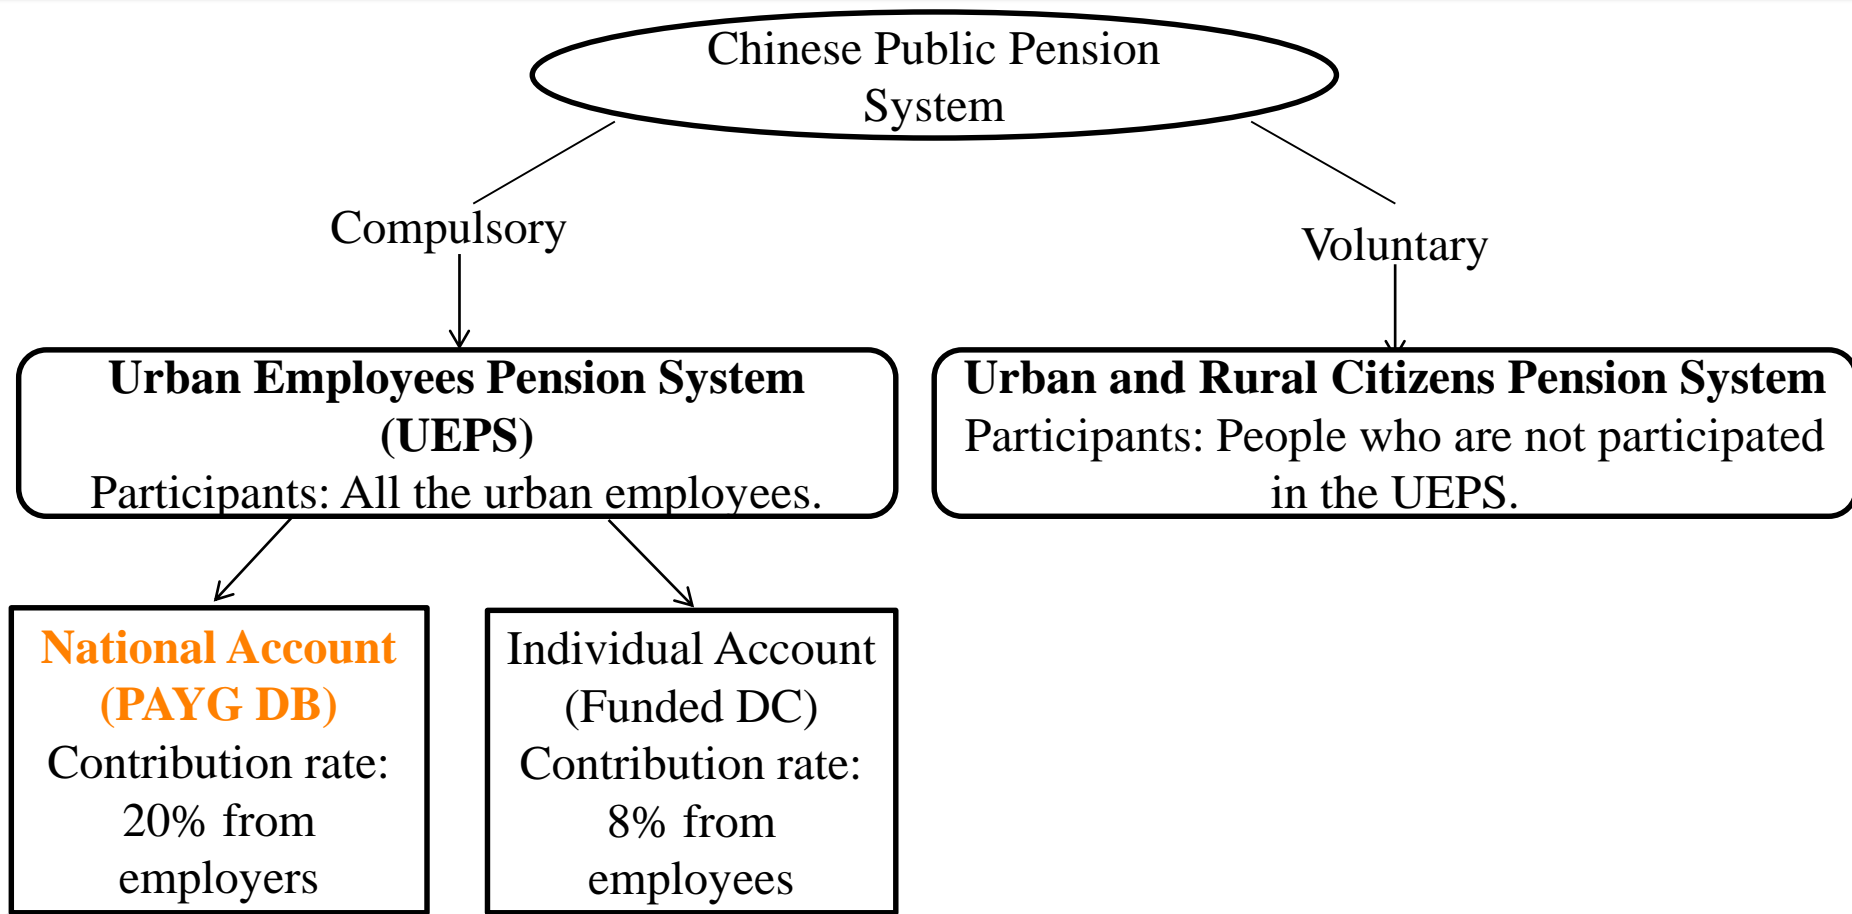 Chinese Public Pension
System
Compulsory
Voluntary
Urban Employees Pension System
(UEPS)
Participants: All the urban employees.
Urban and Rural Citizens Pension System
Participants: People who are not participated
in the UEPS.
National Account
(PAYG DB)
Contribution rate:
20% from
employers
Individual Account
(Funded DC)
Contribution rate:
8% from
employees